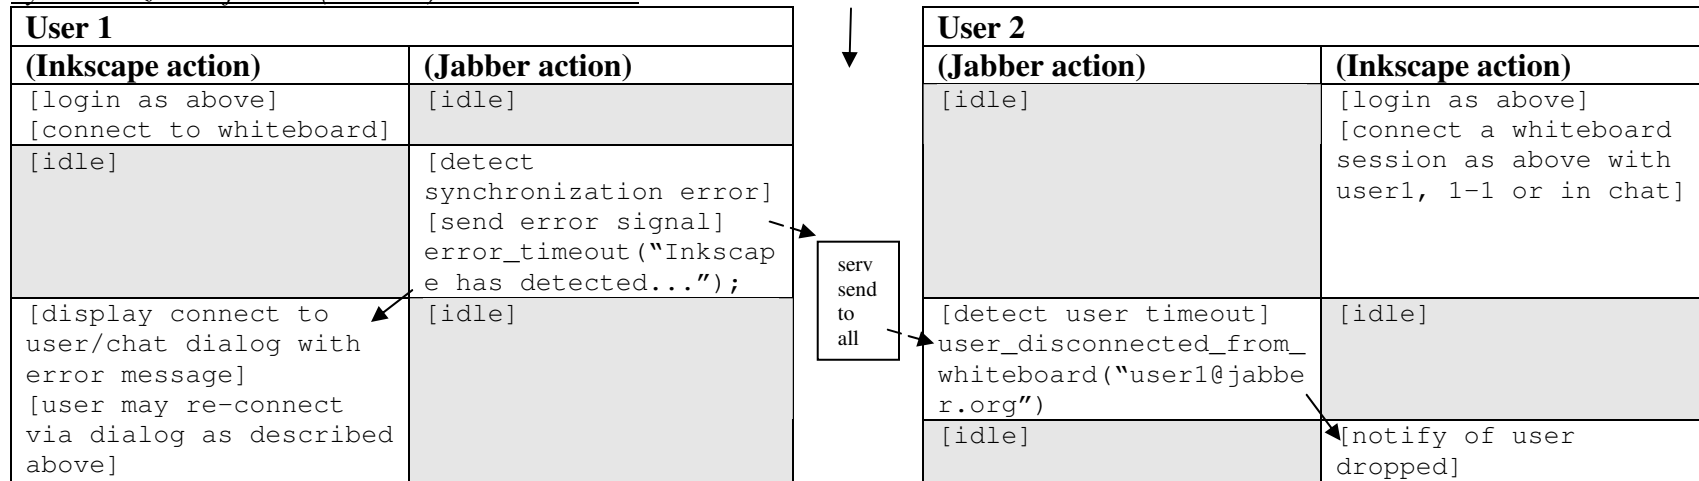 User 1
(Inkscape action)
(Jabber action)
[login as above]
[connect to whiteboard]
[idle]
[idle]
[detect
synchronization error]
[send error signal]
error_timeout(“Inkscap
e has detected...”);
[display connect to
user/chat dialog with
error message]
[user may re-connect
via dialog as described
above]
[idle]
serv
send
to
all
User 2
(Jabber action)
(Inkscape action)
[idle]
[login as above]
[connect a whiteboard
session as above with
user1, 1-1 or in chat]
[detect user timeout]
user_disconnected_from_
whiteboard(“user1@jabbe
r.org”)
[idle]
[idle]
[notify of user
dropped]